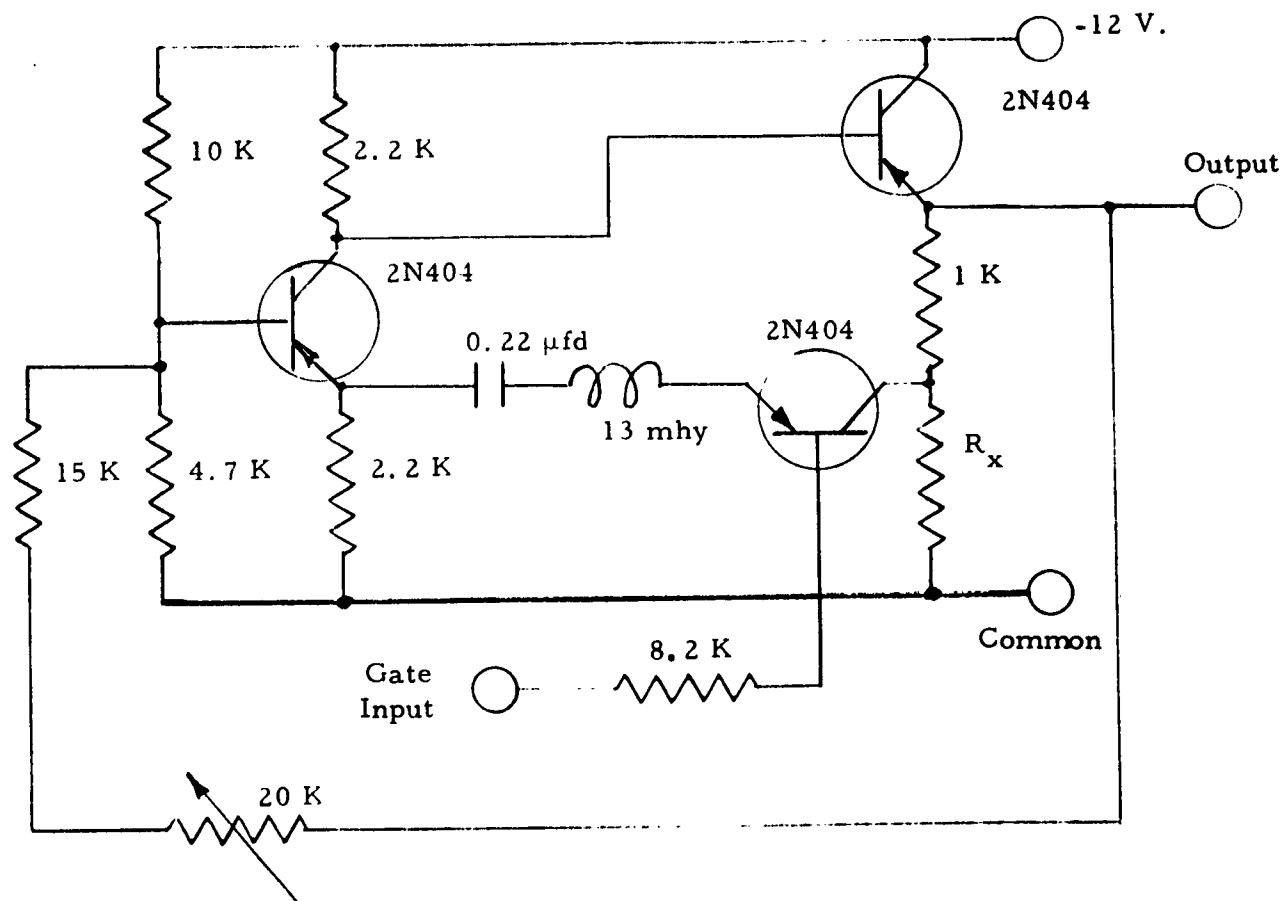 -12 V.
2N404
10 K
2.2 K
Output
2N404
1 K
2N404
0.22 μfd
13 mhy
15 K
4.7 K
2.2 K
Rx
Common
8.2 K
Gate
Input
20 K